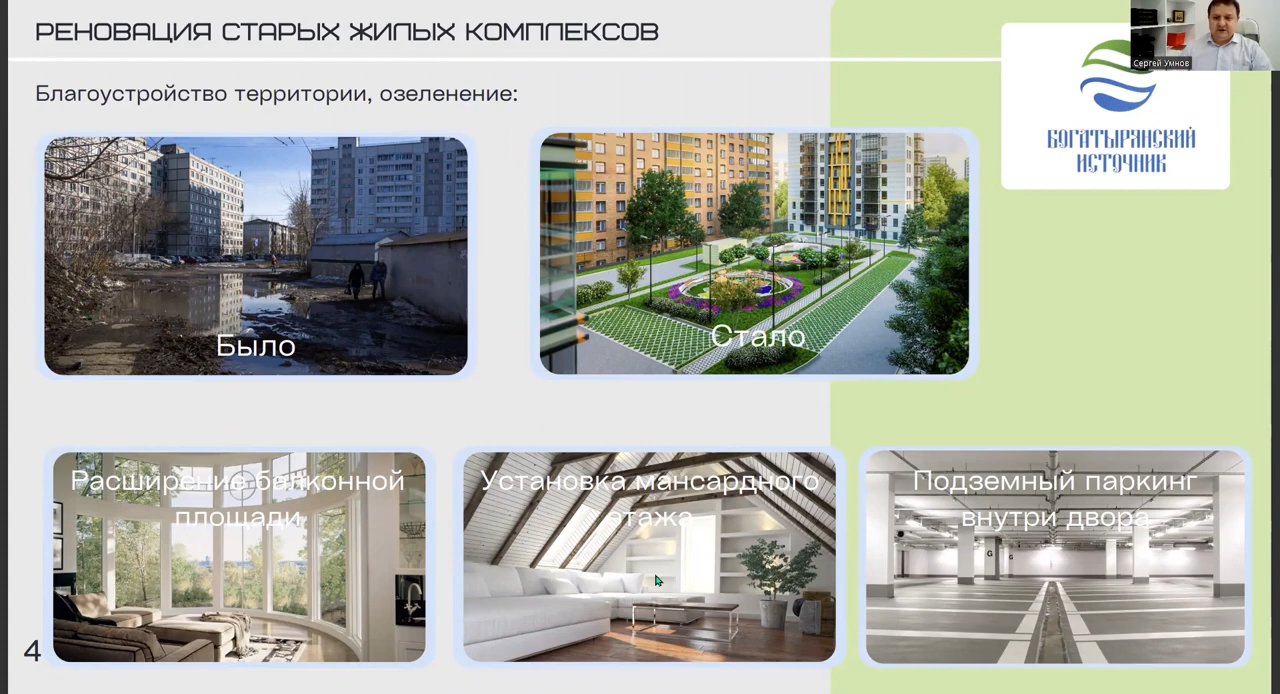 РЕНОВАЦИЯ СТАРЫХ ЖИЛЫХ КОМПЛЕКСОВ
Сергей Умнов
Благоустройство территории, озеленение:
БОГАТЫРЯНСКИЙ
ИСТОЧНИК
Было
Стало
Расширение балконной
площади
Установка мансардного
этажа
Подземный паркинг
внутри двора
G
G
4